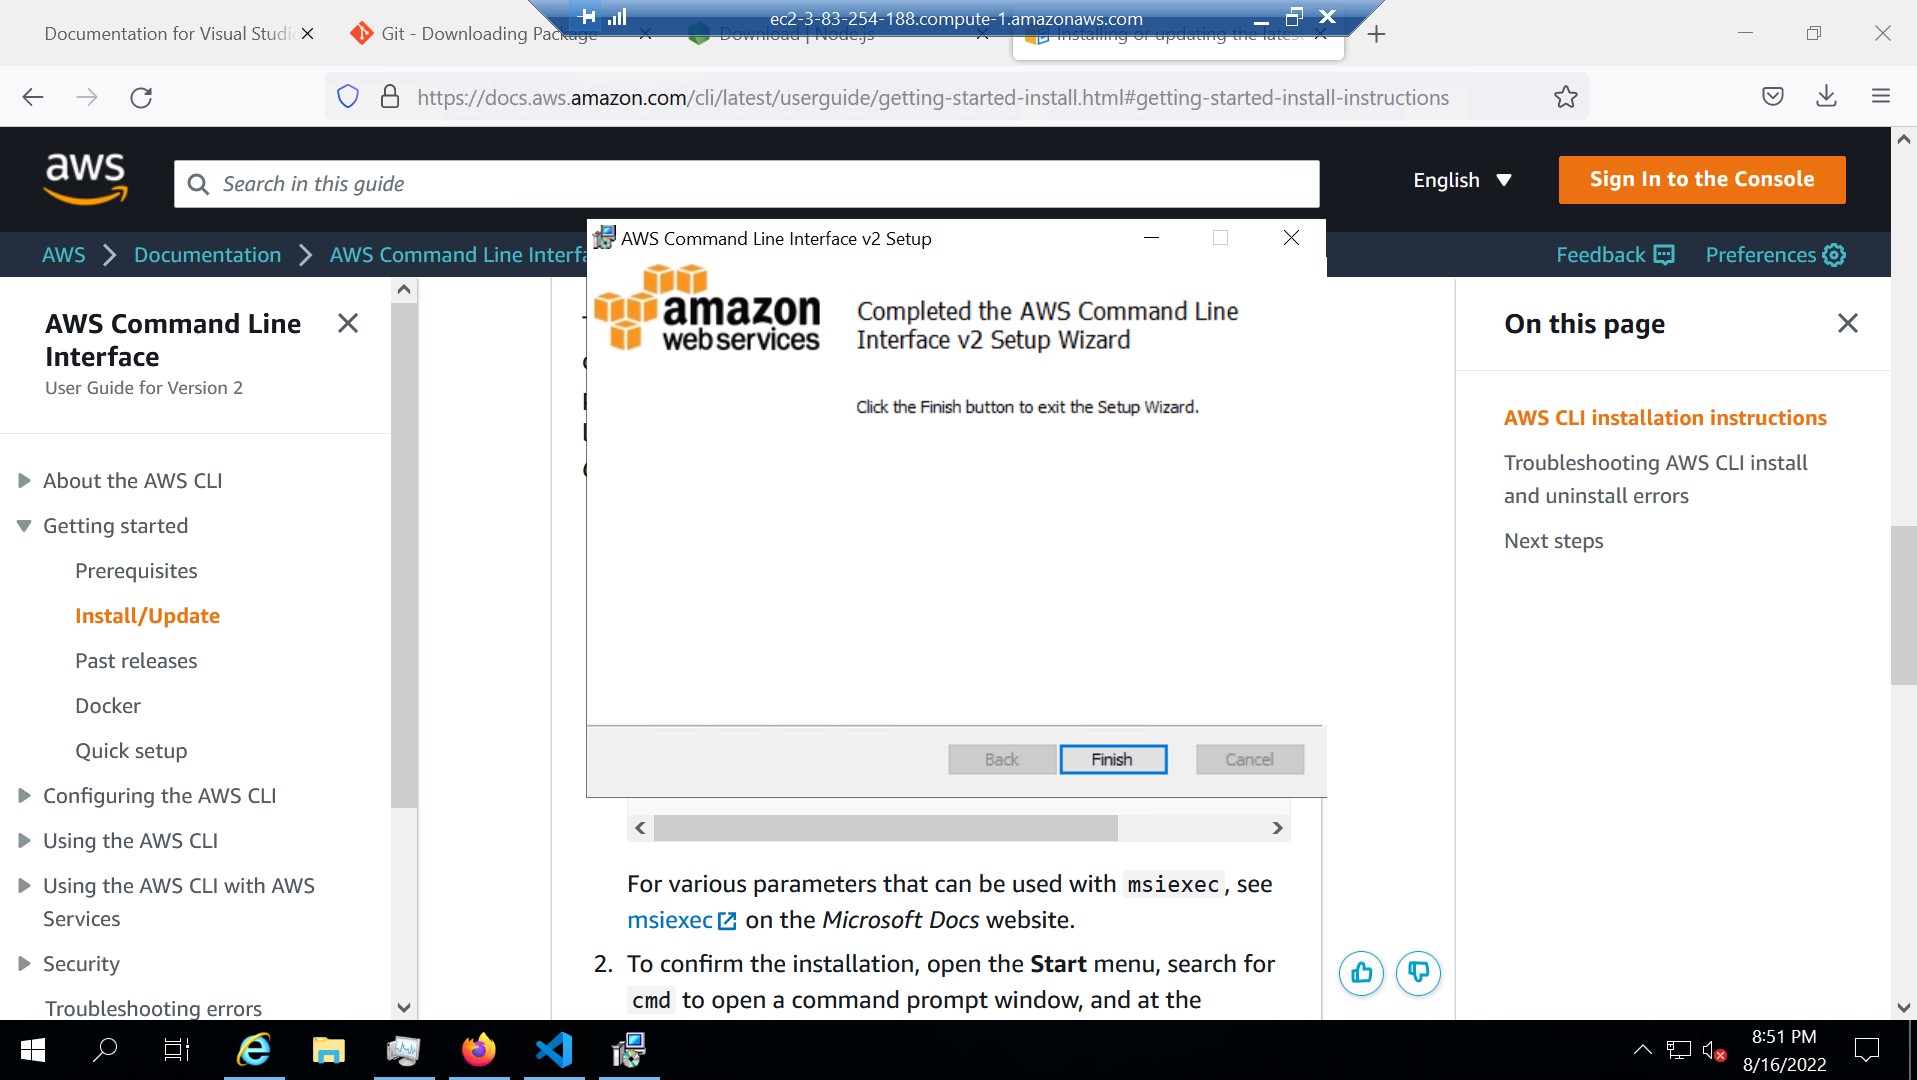 ec2-3-83-254-188.compute-1.amazonaws.com
Documentation for Visual Studi
Git - Downloading Package
Download | Node.js
Installing or updating the latest
https://docs.aws.amazon.com/cli/latest/userguide/getting-started-install.html#getting-started-install-instructions
aws
Search in this guide
English
Sign In to the Console
AWS
Documentation
AWS Command Line Interfa
Feedback
Preferences
AWS Command Line
Interface
User Guide for Version 2
About the AWS CLI
Getting started
Prerequisites
Install/Update
Past releases
Docker
Quick setup
Configuring the AWS CLI
Using the AWS CLI
Using the AWS CLI with AWS
Services
Security
Troubleshooting errors
AWS Command Line Interface v2 Setup
amazon
web services
Completed the AWS Command Line
Interface v2 Setup Wizard
Click the Finish button to exit the Setup Wizard.
Back
Finish
Cancel
For various parameters that can be used with msiexec, see
msiexec on the Microsoft Docs website.
2. To confirm the installation, open the Start menu, search for
cmd to open a command prompt window, and at the
On this page
AWS CLI installation instructions
Troubleshooting AWS CLI install
and uninstall errors
Next steps
8:51 PM
8/16/2022